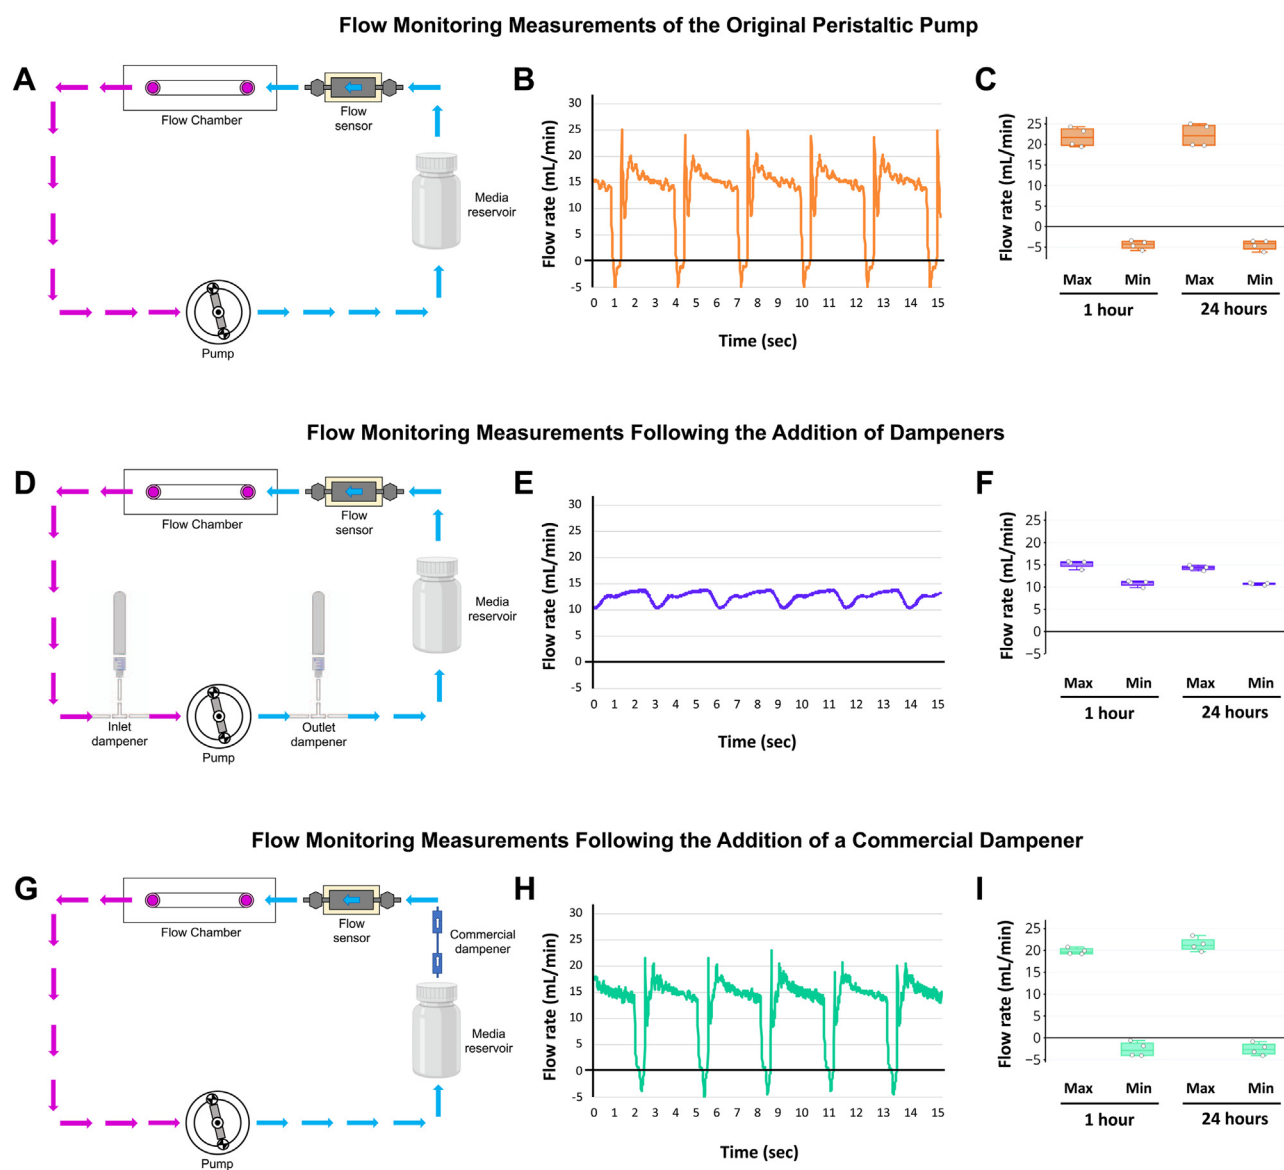 Flow Monitoring Measurements of the Original Peristaltic Pump
A
Flow Chamber
Flow
sensor
Media
reservoir
Pump
B
Flow rate (mL/min)
30
25
20
15
10
5
0
-5
0 1 2 3 4 5 6 7 8 9 10 11 12 13 14 15
Time (sec)
C
Flow rate (mL/min)
25
20
15
10
5
0
−5
Max Min Max Min
1 hour 24 hours
Flow Monitoring Measurements Following the Addition of Dampeners
D
Flow Chamber
Flow
sensor
Media
reservoir
Inlet
dampener
Pump
Outlet
dampener
E
Flow rate (mL/min)
30
25
20
15
10
5
0
-5
0 1 2 3 4 5 6 7 8 9 10 11 12 13 14 15
Time (sec)
F
Flow rate (mL/min)
25
20
15
10
5
0
−5
Max Min Max Min
1 hour 24 hours
Flow Monitoring Measurements Following the Addition of a Commercial Dampener
G
Flow Chamber
Flow
sensor
Commercial
dampener
Media
reservoir
Pump
H
Flow rate (mL/min)
30
25
20
15
10
5
0
-5
0 1 2 3 4 5 6 7 8 9 10 11 12 13 14 15
Time (sec)
I
Flow rate (mL/min)
25
20
15
10
5
0
−5
Max Min Max Min
1 hour 24 hours